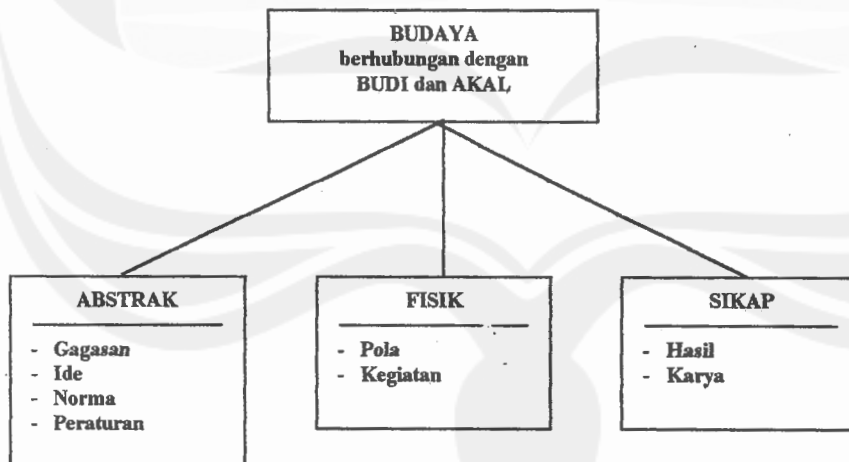 BUDAYA
berhubungan dengan
BUDI dan AKAL
ABSTRAK
- Gagasan
- Ide
- Norma
- Peraturan
FISIK
- Pola
- Kegiatan
SIKAP
- Hasil
- Karya